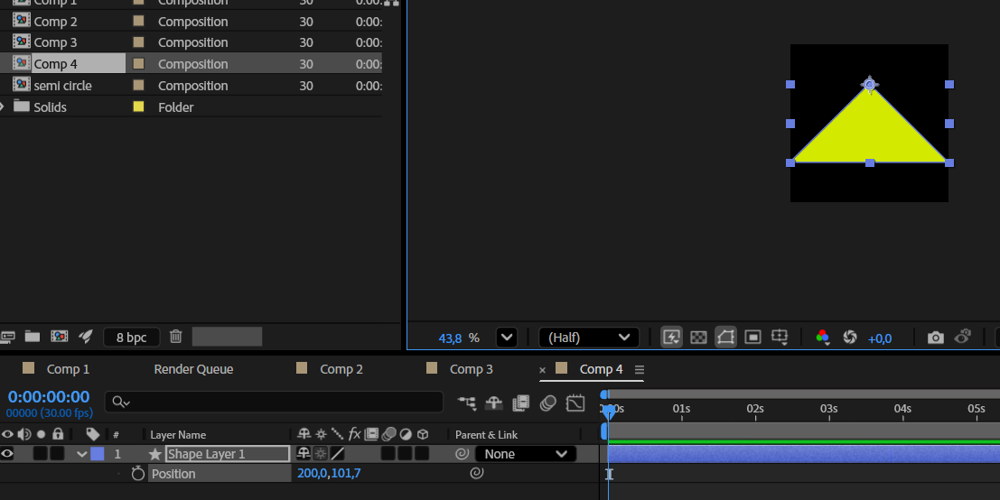 Comp 1 Composition 30 0:00:
Comp 2 Composition 30 0:00:
Comp 3 Composition 30 0:00:
Comp 4 Composition 30 0:00:
semi circle Composition 30 0:00:
Solids Folder
8 bpc
43,8 % (Half) +0,0
Comp 1 Render Queue Comp 2 Comp 3 × Comp 4
0:00:00:00
00000 (30.00 fps)
0:00s 01s 02s 03s 04s 05s
# Layer Name fx Parent & Link
1 Shape Layer 1 None
Position 200,0,101,7